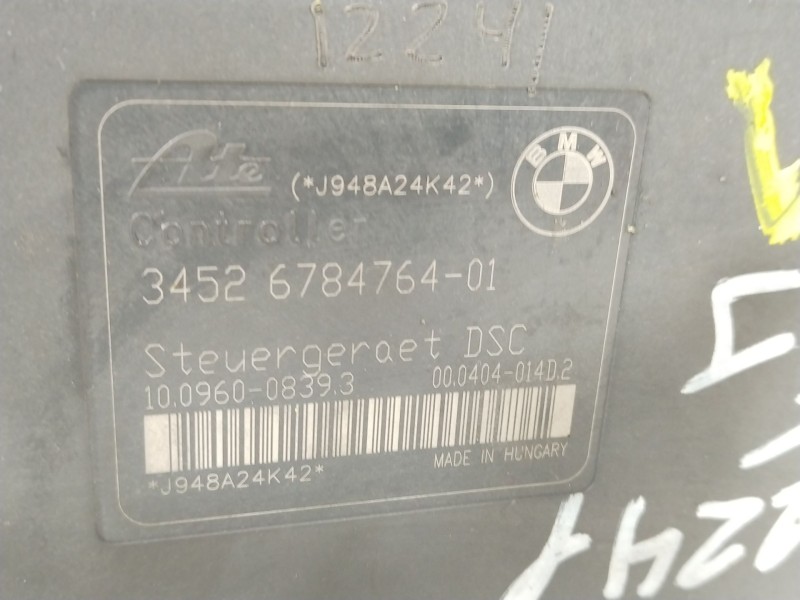 12241
Ate
(*J948A24K42*)
BMW
Controller
3452 6784764-01
Steuergeraet DSC
10.0960-0839.3
00.0404-014D.2
*J948A24K42*
MADE IN HUNGARY